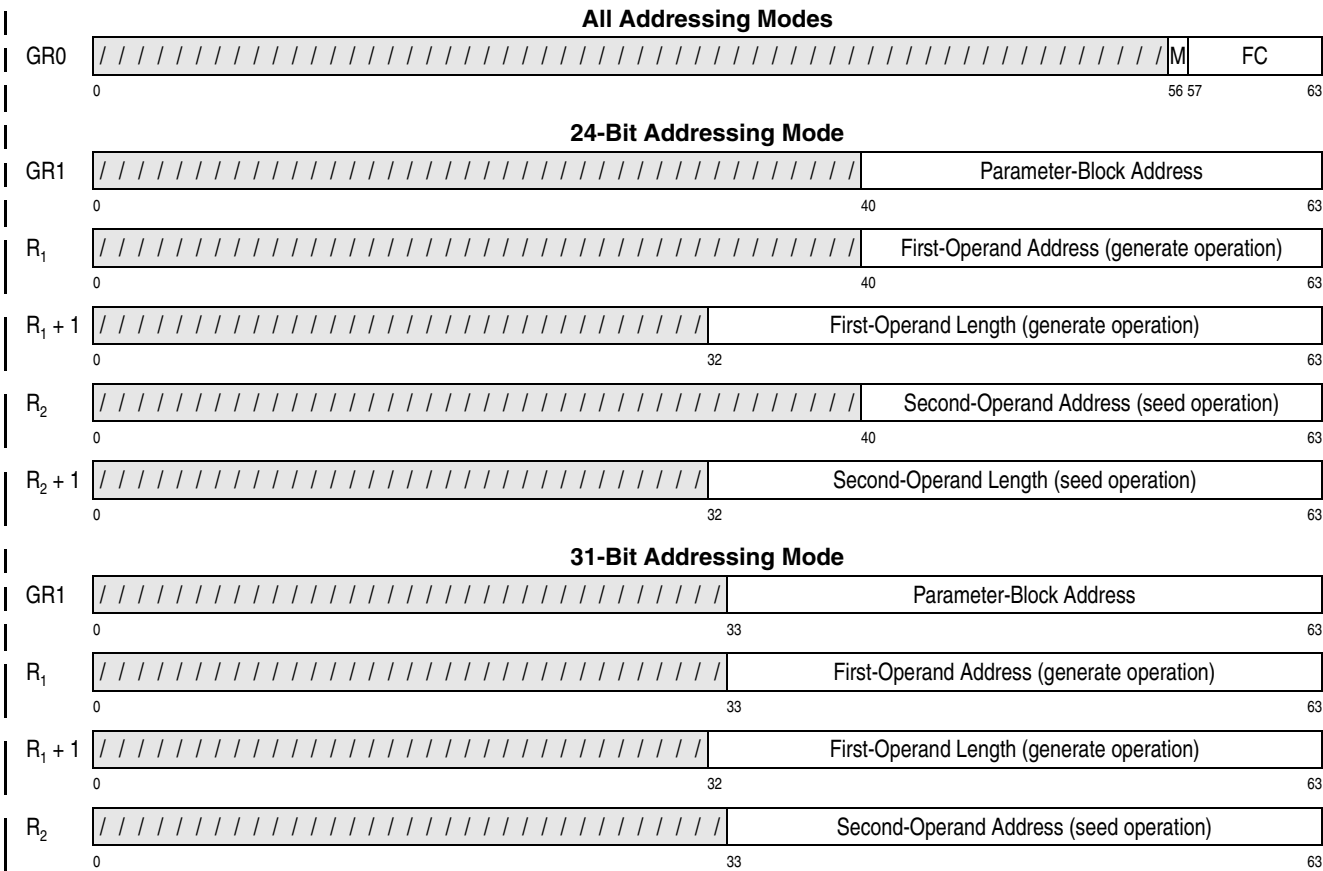 All Addressing Modes
GR0 / / / / / / / / / / / / / / / / / / / / / / / / / / / / / / / / / / / / / / / / / / / / / / / / / / / / / / / / M FC
0 56 57 63
24-Bit Addressing Mode
GR1 / / / / / / / / / / / / / / / / / / / / / / / / / / / / / / / / / / / / / / / / Parameter-Block Address
0 40 63
R₁ / / / / / / / / / / / / / / / / / / / / / / / / / / / / / / / / / / / / / / / / First-Operand Address (generate operation)
0 40 63
R₁ + 1 / / / / / / / / / / / / / / / / / / / / / / / / / / / / / / / / First-Operand Length (generate operation)
0 32 63
R₂ / / / / / / / / / / / / / / / / / / / / / / / / / / / / / / / / / / / / / / / / Second-Operand Address (seed operation)
0 40 63
R₂ + 1 / / / / / / / / / / / / / / / / / / / / / / / / / / / / / / / / Second-Operand Length (seed operation)
0 32 63
31-Bit Addressing Mode
GR1 / / / / / / / / / / / / / / / / / / / / / / / / / / / / / / / / / Parameter-Block Address
0 33 63
R₁ / / / / / / / / / / / / / / / / / / / / / / / / / / / / / / / / / First-Operand Address (generate operation)
0 33 63
R₁ + 1 / / / / / / / / / / / / / / / / / / / / / / / / / / / / / / / / First-Operand Length (generate operation)
0 32 63
R₂ / / / / / / / / / / / / / / / / / / / / / / / / / / / / / / / / / Second-Operand Address (seed operation)
0 33 63